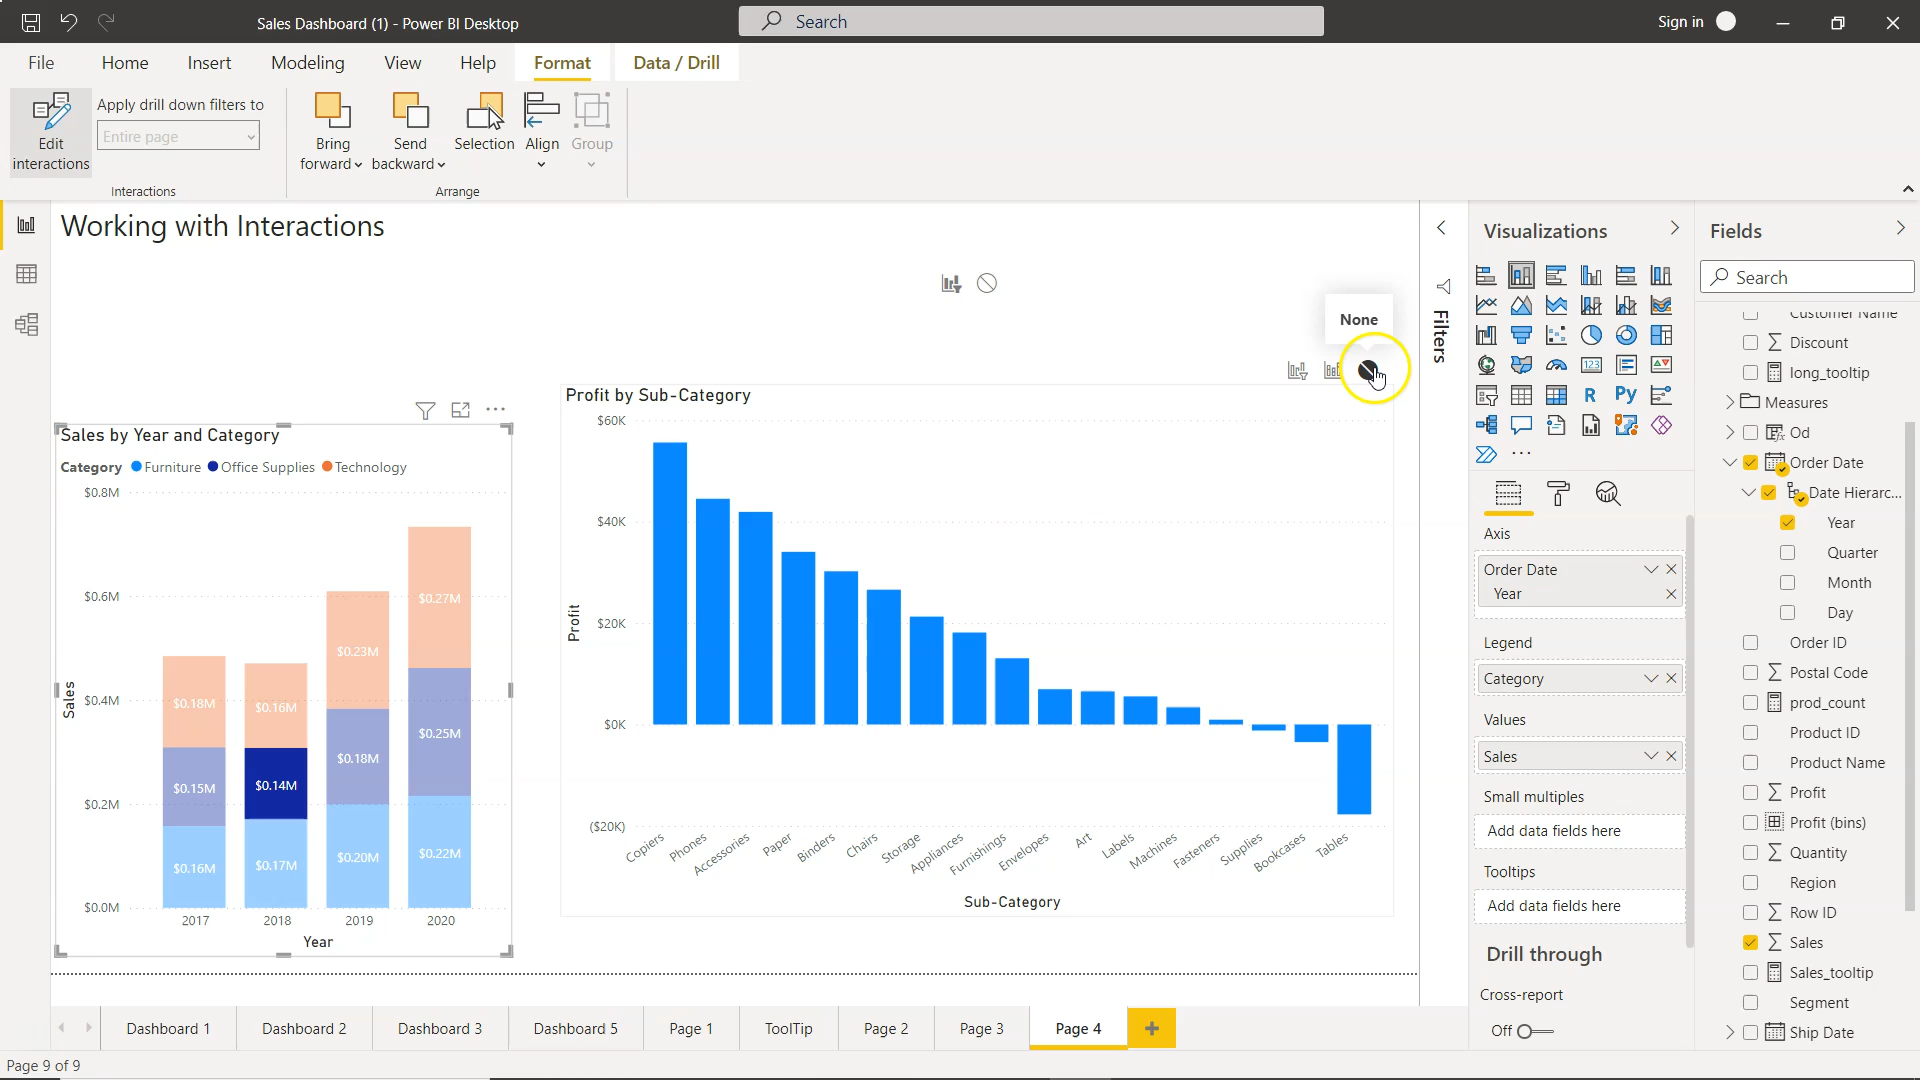 Sales Dashboard (1) - Power BI Desktop
Search
Sign in
File
Home
Insert
Modeling
View
Help
Format
Data / Drill
Edit
interactions
Apply drill down filters to
Entire page
Interactions
Bring
forward
Send
backward
Selection
Align
Group
Arrange
Working with Interactions
None
Sales by Year and Category
Category Furniture Office Supplies Technology
$0.8M
$0.6M
$0.4M
$0.2M
$0.0M
Sales
$0.18M
$0.15M
$0.16M
$0.16M
$0.14M
$0.17M
$0.23M
$0.18M
$0.20M
$0.27M
$0.25M
$0.22M
2017
2018
2019
2020
Year
Profit by Sub-Category
$60K
$40K
$20K
$0K
($20K)
Profit
Copiers
Phones
Accessories
Paper
Binders
Chairs
Storage
Appliances
Furnishings
Envelopes
Art
Labels
Machines
Fasteners
Supplies
Bookcases
Tables
Sub-Category
Filters
Visualizations
R
Py
123
Axis
Order Date
Year
Legend
Category
Values
Sales
Small multiples
Add data fields here
Tooltips
Add data fields here
Drill through
Cross-report
Off
Fields
Search
Customer Name
Discount
long_tooltip
Measures
Od
Order Date
Date Hierarc...
Year
Quarter
Month
Day
Order ID
Postal Code
prod_count
Product ID
Product Name
Profit
Profit (bins)
Quantity
Region
Row ID
Sales
Sales_tooltip
Segment
Ship Date
Dashboard 1
Dashboard 2
Dashboard 3
Dashboard 5
Page 1
ToolTip
Page 2
Page 3
Page 4
Page 9 of 9